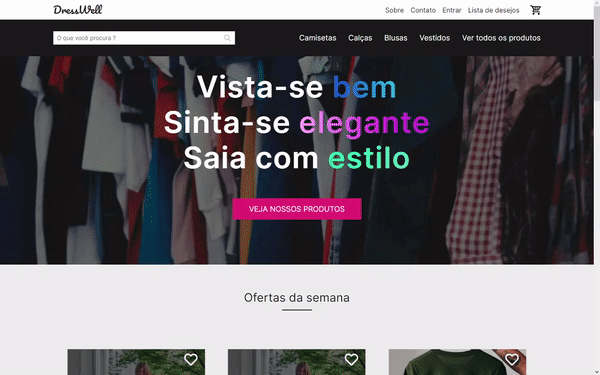 DressWell
Sobre Contato Entrar Lista de desejos
O que você procura ?
Camisetas Calças Blusas Vestidos Ver todos os produtos
Vista-se bem
Sinta-se elegante
Saia com estilo
VEJA NOSSOS PRODUTOS
Ofertas da semana